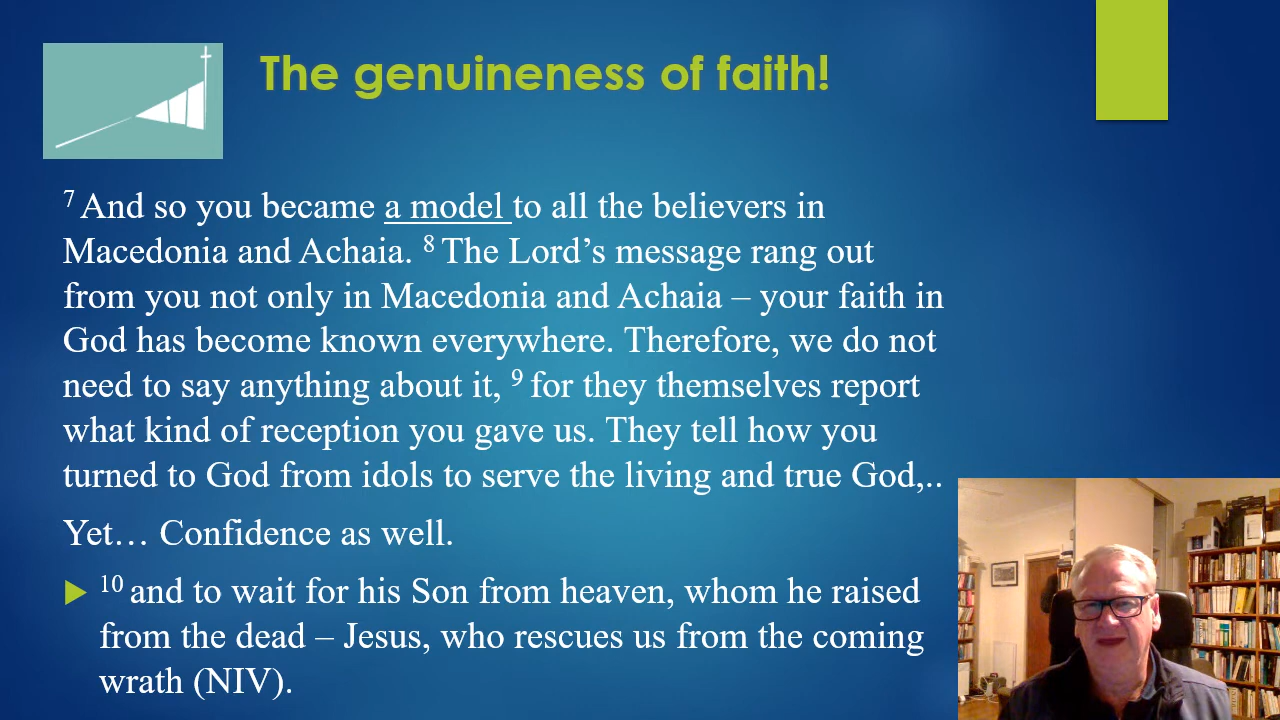 The genuineness of faith!
7 And so you became a model to all the believers in
Macedonia and Achaia. 8 The Lord’s message rang out
from you not only in Macedonia and Achaia – your faith in
God has become known everywhere. Therefore, we do not
need to say anything about it, 9 for they themselves report
what kind of reception you gave us. They tell how you
turned to God from idols to serve the living and true God,..
Yet… Confidence as well.
10 and to wait for his Son from heaven, whom he raised
from the dead – Jesus, who rescues us from the coming
wrath (NIV).